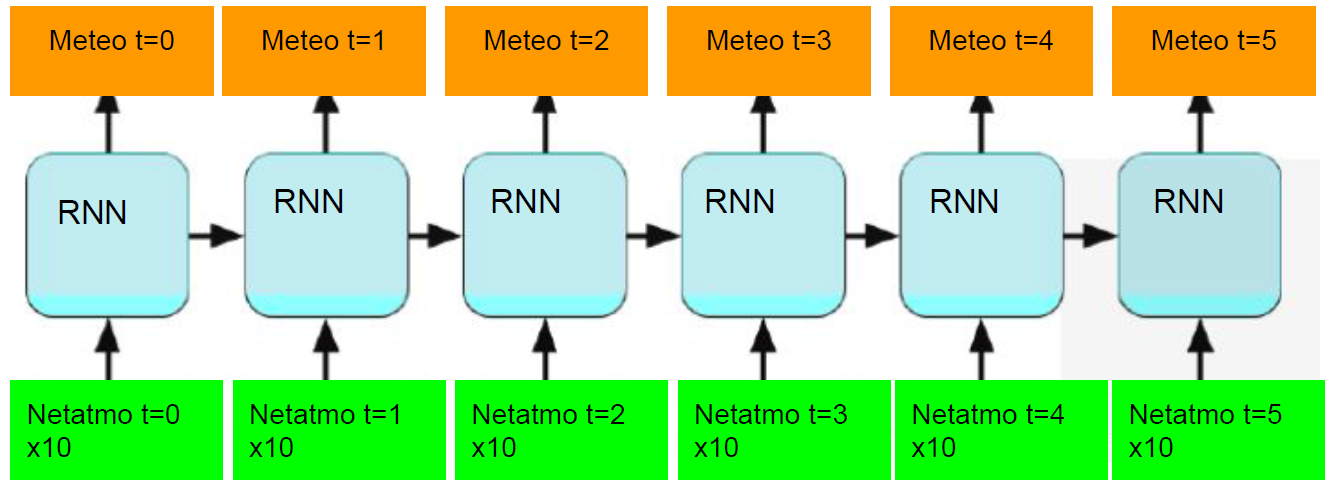 Meteo t=0
Meteo t=1
Meteo t=2
Meteo t=3
Meteo t=4
Meteo t=5
RNN
RNN
RNN
RNN
RNN
RNN
Netatmo t=0
x10
Netatmo t=1
x10
Netatmo t=2
x10
Netatmo t=3
x10
Netatmo t=4
x10
Netatmo t=5
x10